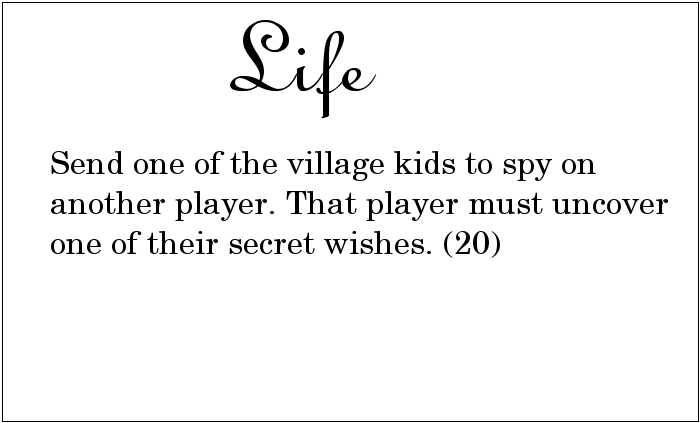 Life
Send one of the village kids to spy on
another player. That player must uncover
one of their secret wishes. (20)